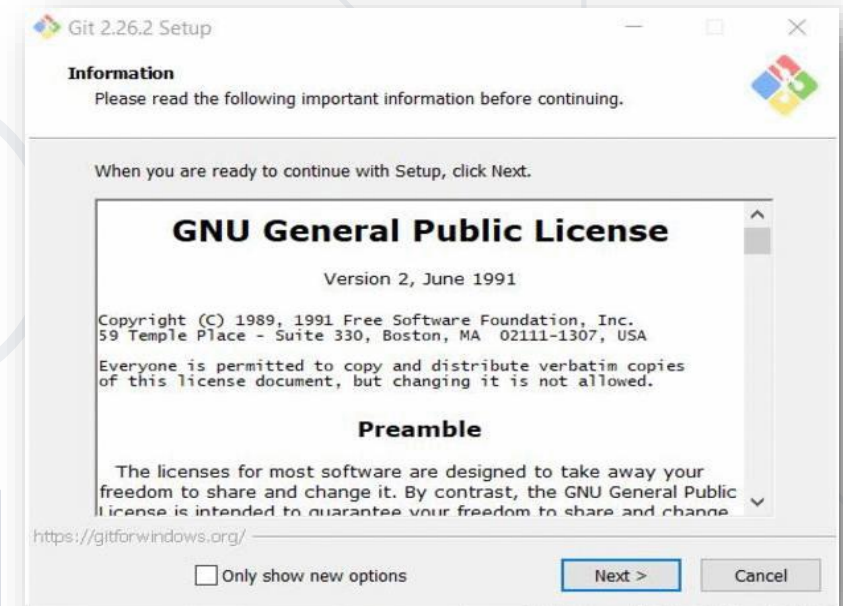 Git 2.26.2 Setup
Information
Please read the following important information before continuing.
When you are ready to continue with Setup, click Next.
GNU General Public License
Version 2, June 1991
Copyright (C) 1989, 1991 Free Software Foundation, Inc.
59 Temple Place - Suite 330, Boston, MA 02111-1307, USA
Everyone is permitted to copy and distribute verbatim copies
of this license document, but changing it is not allowed.
Preamble
The licenses for most software are designed to take away your
freedom to share and change it. By contrast, the GNU General Public
License is intended to guarantee your freedom to share and change
https://gitforwindows.org/
Only show new options
Next >
Cancel